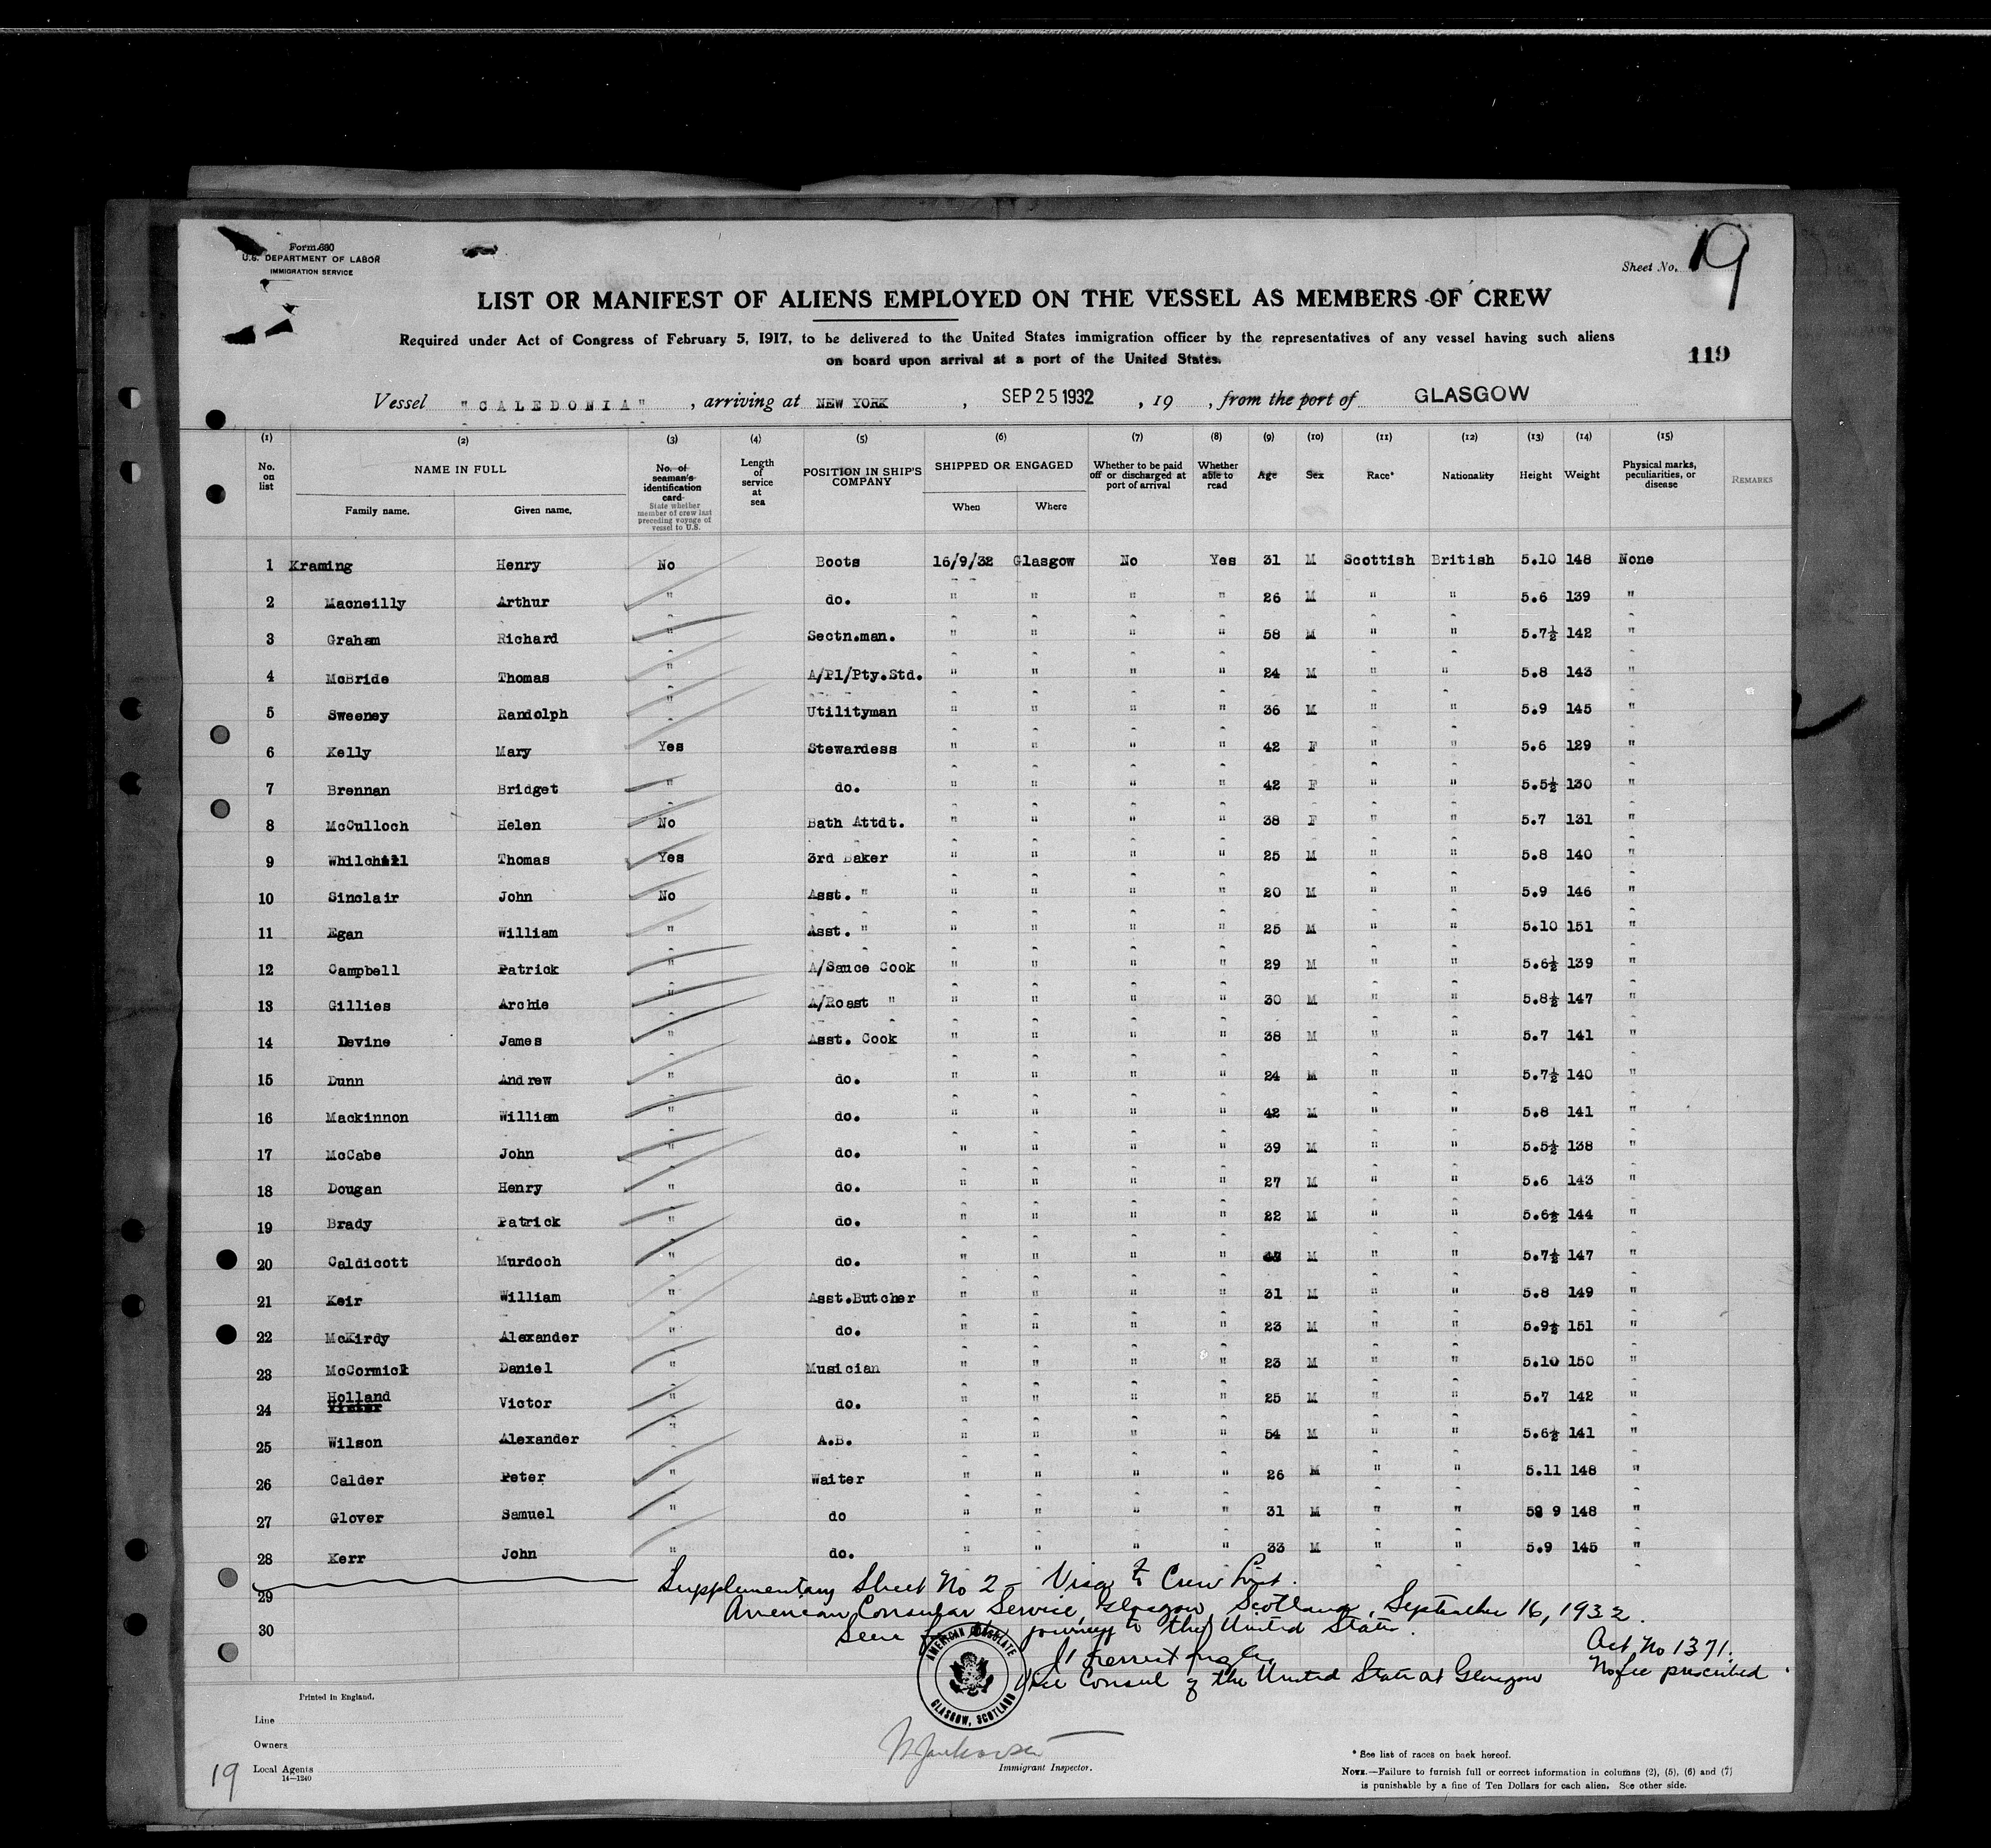 Form 680
U.S. DEPARTMENT OF LABOR
IMMIGRATION SERVICE
Sheet No. 19
LIST OR MANIFEST OF ALIENS EMPLOYED ON THE VESSEL AS MEMBERS OF CREW
Required under Act of Congress of February 5, 1917, to be delivered to the United States immigration officer by the representatives of any vessel having such aliens
on board upon arrival at a port of the United States.
119
Vessel "CALEDONIA", arriving at NEW YORK, SEP 25 1932, 19 , from the port of GLASGOW
(1) (2) (3) (4) (5) (6) (7) (8) (9) (10) (11) (12) (13) (14) (15)
No. on list NAME IN FULL Family name. Given name. No. of seaman's identification card State whether member of crew last preceding voyage of vessel to U.S. Length of service at sea POSITION IN SHIP'S COMPANY SHIPPED OR ENGAGED When Where Whether to be paid off or discharged at port of arrival Whether able to read Age Sex Race* Nationality Height Weight Physical marks, peculiarities, or disease REMARKS
1 Kraming Henry No Boots 16/9/32 Glasgow No Yes 31 M Scottish British 5.10 148 None
2 Macneilly Arthur " do. " " " " 26 M " " 5.6 139 "
3 Graham Richard " Sectn.man. " " " " 58 M " " 5.7½ 142 "
4 McBride Thomas " A/Pl/Pty.Std. " " " " 24 M " " 5.8 143 "
5 Sweeney Randolph " Utilityman " " " " 36 M " " 5.9 145 "
6 Kelly Mary Yes Stewardess " " " " 42 F " " 5.6 129 "
7 Brennan Bridget " do. " " " " 42 F " " 5.5½ 130 "
8 McCulloch Helen No Bath Attdt. " " " " 38 F " " 5.7 131 "
9 Whilchill Thomas Yes 3rd Baker " " " " 25 M " " 5.8 140 "
10 Sinclair John No Asst. " " " " " 20 M " " 5.9 146 "
11 Egan William " Asst. " " " " " 25 M " " 5.10 151 "
12 Campbell Patrick " A/Sauce Cook " " " " 29 M " " 5.6½ 139 "
13 Gillies Archie " A/Roast " " " " " 30 M " " 5.8½ 147 "
14 Devine James " Asst. Cook " " " " 38 M " " 5.7 141 "
15 Dunn Andrew " do. " " " " 24 M " " 5.7½ 140 "
16 Mackinnon William " do. " " " " 42 M " " 5.8 141 "
17 McCabe John " do. " " " " 39 M " " 5.5½ 138 "
18 Dougan Henry " do. " " " " 27 M " " 5.6 143 "
19 Brady Patrick " do. " " " " 22 M " " 5.6½ 144 "
20 Caldicott Murdoch " do. " " " " M " " 5.7½ 147 "
21 Keir William " Asst.Butcher " " " " 31 M " " 5.8 149 "
22 McKirdy Alexander " do. " " " " 23 M " " 5.9½ 151 "
23 McCormick Daniel " Musician " " " " 23 M " " 5.10 150 "
24 Holland Victor " do. " " " " 25 M " " 5.7 142 "
25 Wilson Alexander " A.B. " " " " 54 M " " 5.6½ 141 "
26 Calder Peter " Waiter " " " " 26 M " " 5.11 148 "
27 Glover Samuel " do " " " " 31 M " " 9 148 "
28 Kerr John " do. " " " " 33 M " " 5.9 145 "
29
30
Supplementary Sheet No 2 – Visa to Crew List.
American Consular Service, Glasgow, Scotland, September 16, 1932.
Seen for the journey to the United States.
Vice Consul of the United States at Glasgow
Act No 1371.
No fee prescribed
AMERICAN CONSULATE
GLASGOW, SCOTLAND
Printed in England.
Line
Owners
Local Agents
14—1240
19
Immigrant Inspector.
* See list of races on back hereof.
NOTE.—Failure to furnish full or correct information in columns (2), (5), (6) and (7)
is punishable by a fine of Ten Dollars for each alien. See other side.